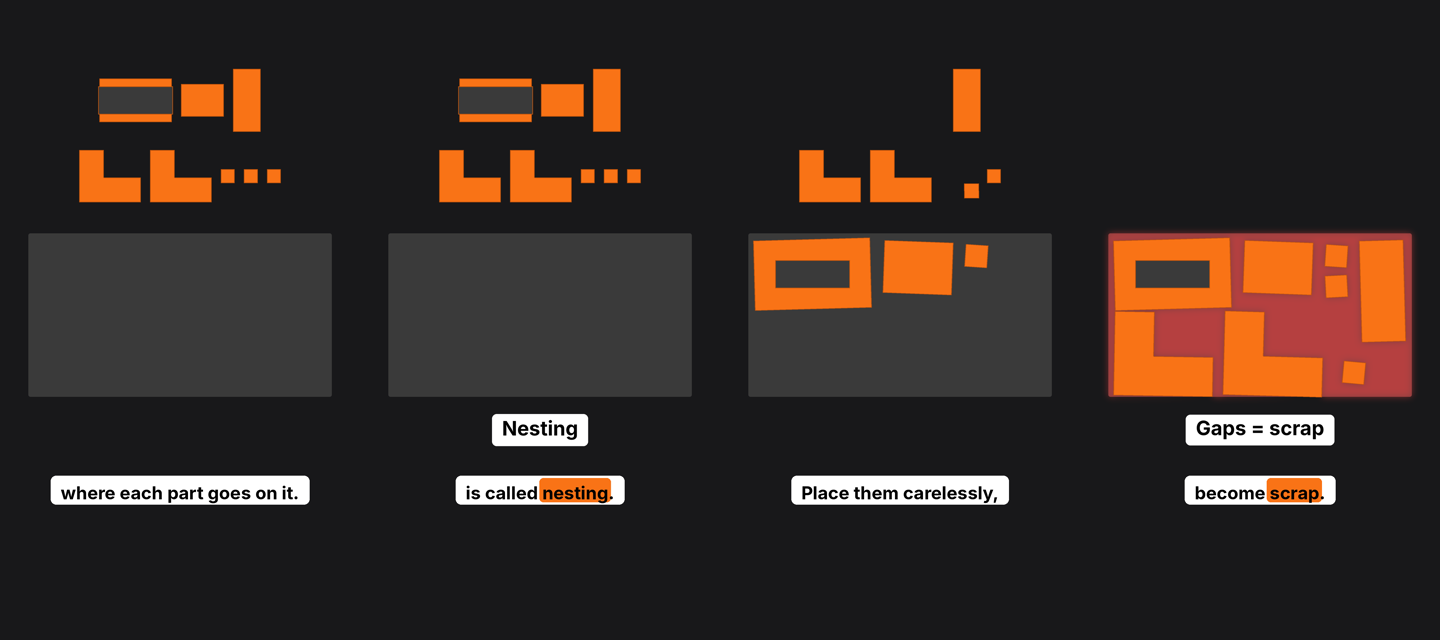 Nesting
Gaps = scrap
where each part goes on it.
is called nesting.
Place them carelessly,
become scrap.